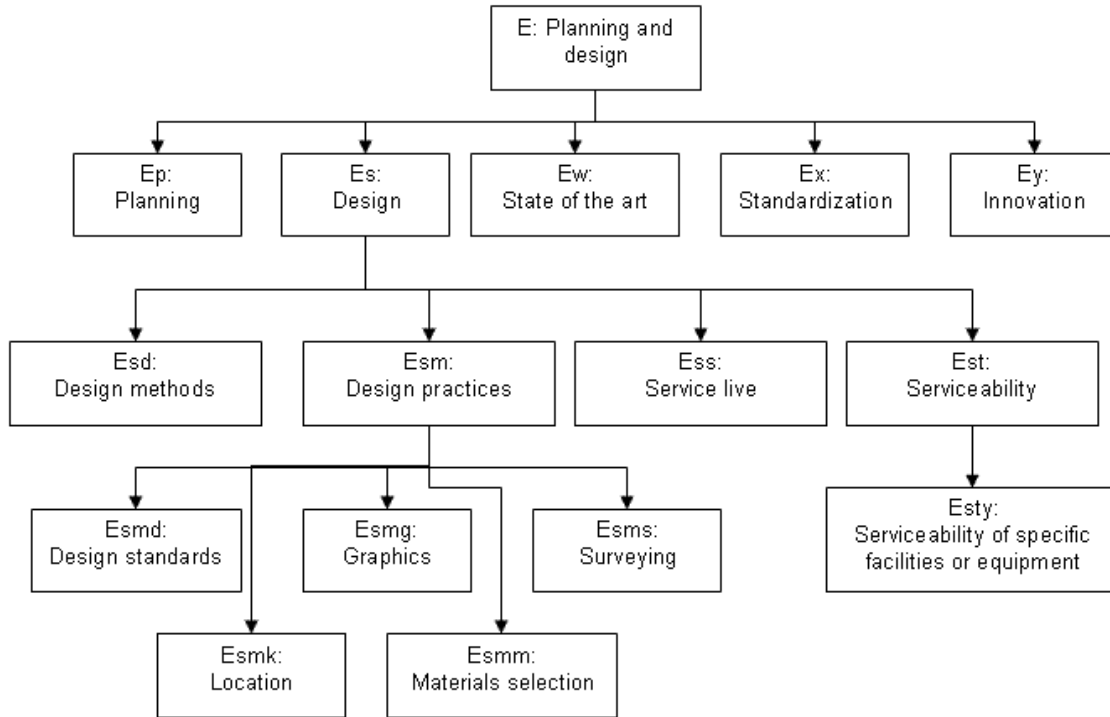 E: Planning and
design
Ep:
Planning
Es:
Design
Ew:
State of the art
Ex:
Standardization
Ey:
Innovation
Esd:
Design methods
Esm:
Design practices
Ess:
Service live
Est:
Serviceability
Esmd:
Design standards
Esmg:
Graphics
Esms:
Surveying
Esty:
Serviceability of specific
facilities or equipment
Esmk:
Location
Esmm:
Materials selection